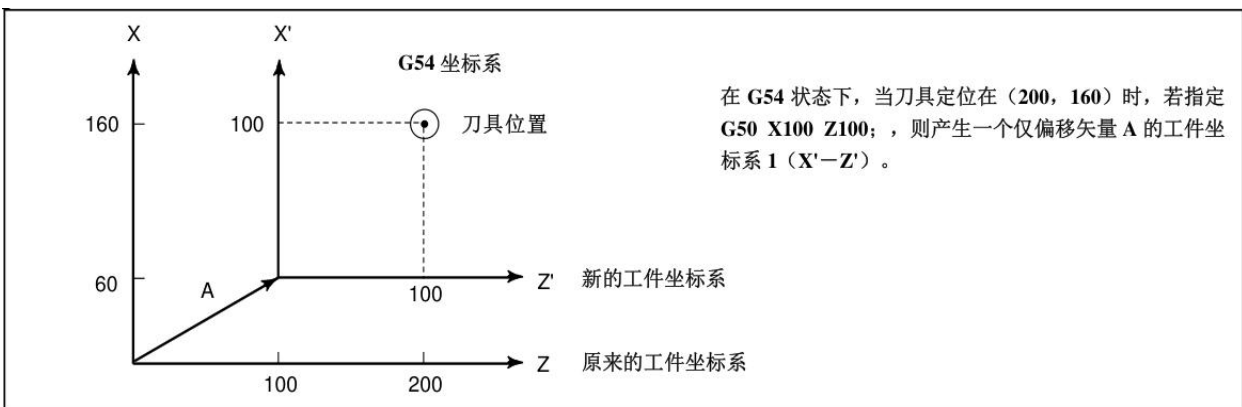 X X'
G54 坐标系
160 100 刀具位置
在 G54 状态下，当刀具定位在（200，160）时，若指定
G50 X100 Z100；，则产生一个仅偏移矢量 A 的工件坐
标系 1（X'－Z'）。
60 A 100 Z' 新的工件坐标系
Z 原来的工件坐标系
100 200